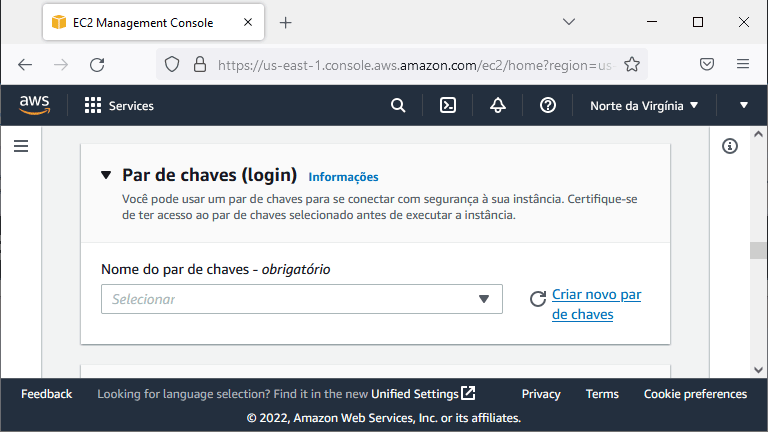 EC2 Management Console
https://us-east-1.console.aws.amazon.com/ec2/home?region=us-
aws Services Norte da Virgínia
Par de chaves (login) Informações
Você pode usar um par de chaves para se conectar com segurança à sua instância. Certifique-se
de ter acesso ao par de chaves selecionado antes de executar a instância.
Nome do par de chaves - obrigatório
Selecionar
Criar novo par
de chaves
Feedback Looking for language selection? Find it in the new Unified Settings Privacy Terms Cookie preferences
© 2022, Amazon Web Services, Inc. or its affiliates.